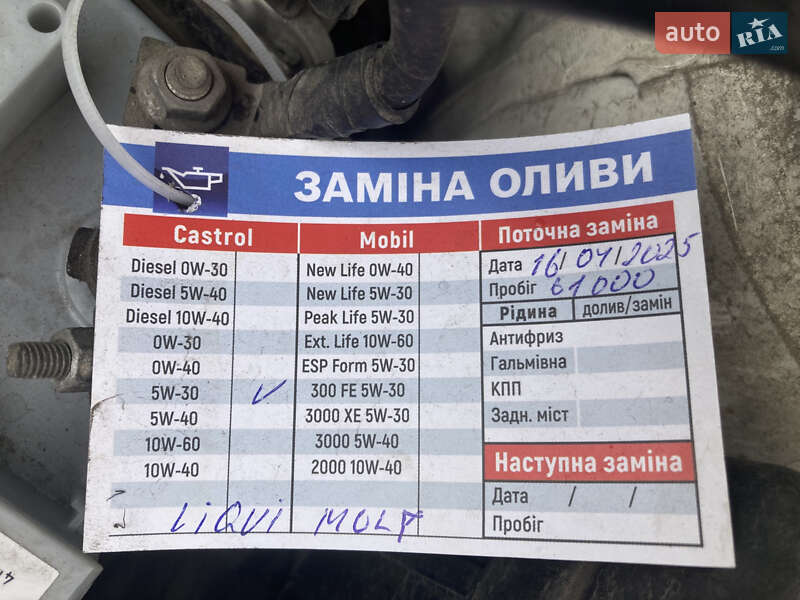 auto RIA .com
ЗАМІНА ОЛИВИ
Castrol
Diesel 0W-30
Diesel 5W-40
Diesel 10W-40
0W-30
0W-40
5W-30 ✓
5W-40
10W-60
10W-40
Mobil
New Life 0W-40
New Life 5W-30
Peak Life 5W-30
Ext. Life 10W-60
ESP Form 5W-30
300 FE 5W-30
3000 XE 5W-30
3000 5W-40
2000 10W-40
LIQUI MOLY
Поточна заміна
Дата 16/04/2025
Пробіг 61000
Рідина долив/замін
Антифриз
Гальмівна
КПП
Задн. міст
Наступна заміна
Дата / /
Пробіг